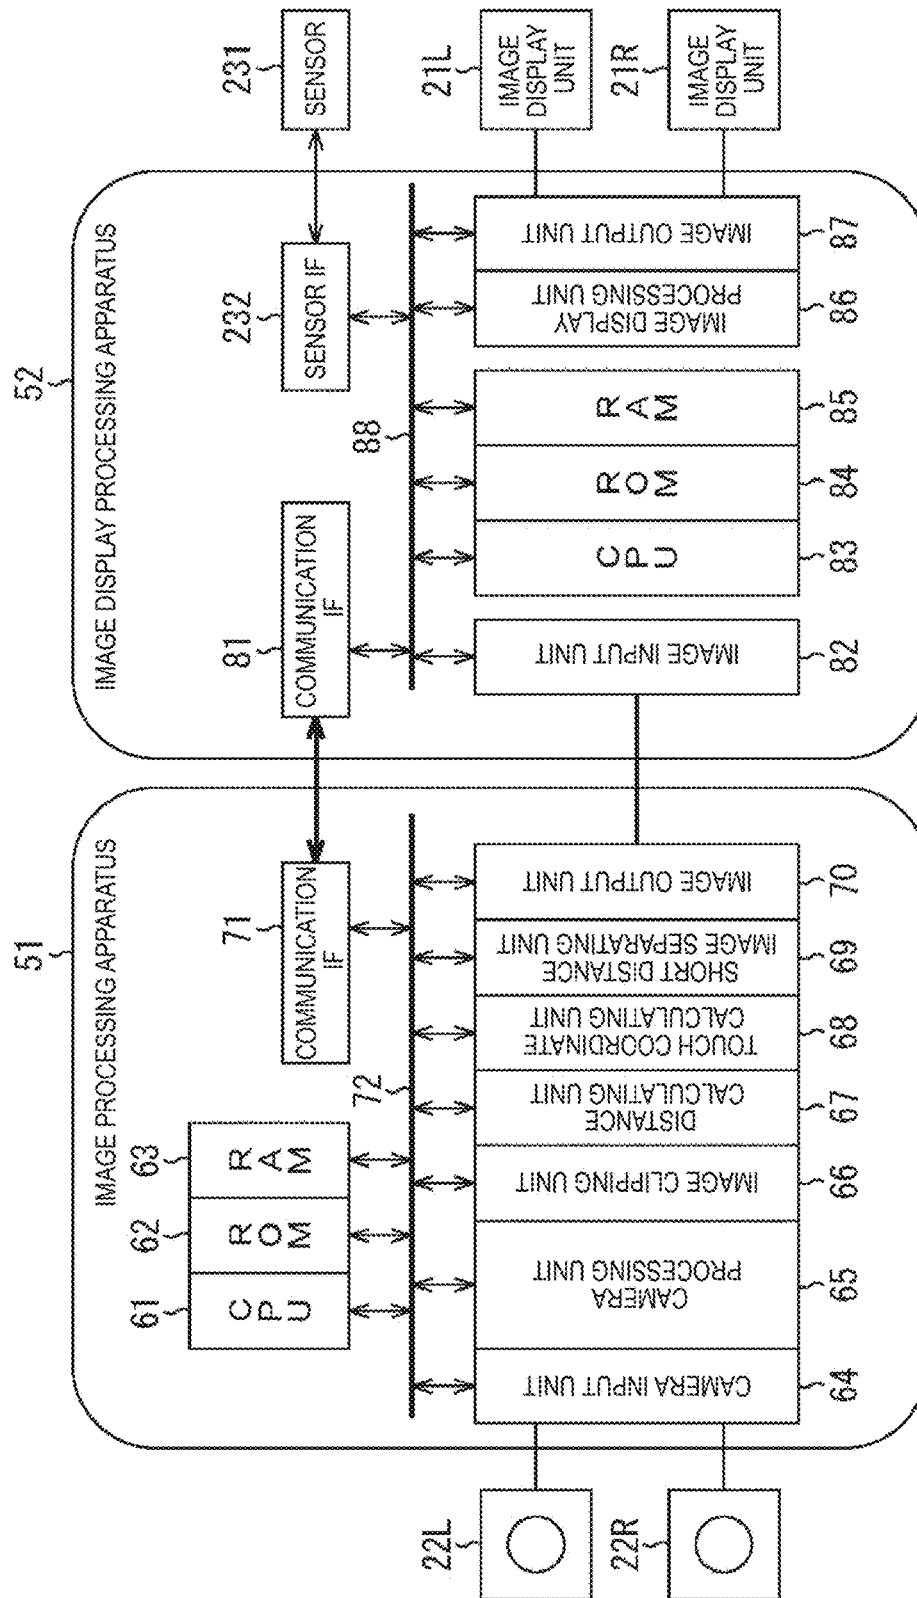 51
IMAGE PROCESSING APPARATUS
61
62
63
CPU
ROM
RAM
71
COMMUNICATION
IF
72
22L
22R
CAMERA INPUT UNIT
CAMERA
PROCESSING UNIT
IMAGE CLIPPING UNIT
DISTANCE
CALCULATING UNIT
TOUCH COORDINATE
CALCULATING UNIT
SHORT DISTANCE
IMAGE SEPARATING UNIT
IMAGE OUTPUT UNIT
64
65
66
67
68
69
70
52
IMAGE DISPLAY PROCESSING APPARATUS
81
COMMUNICATION
IF
232
SENSOR IF
231
SENSOR
88
IMAGE INPUT UNIT
CPU
ROM
RAM
IMAGE DISPLAY
PROCESSING UNIT
IMAGE OUTPUT UNIT
82
83
84
85
86
87
21L
IMAGE
DISPLAY
UNIT
21R
IMAGE
DISPLAY
UNIT